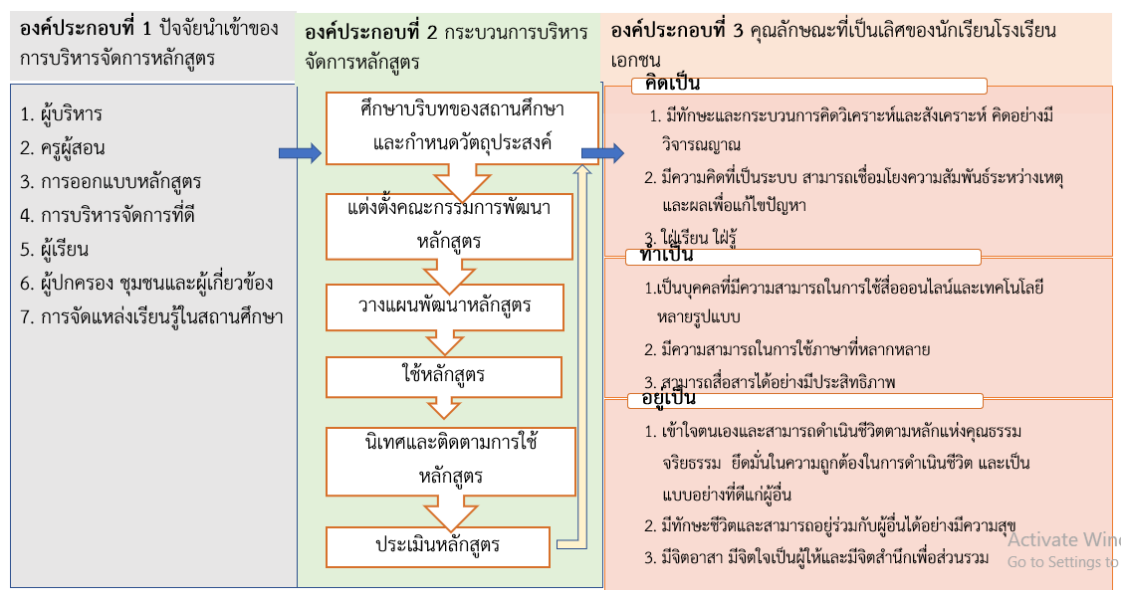 องค์ประกอบที่ 1 ปัจจัยนำเข้าของ
การบริหารจัดการหลักสูตร
1. ผู้บริหาร
2. ครูผู้สอน
3. การออกแบบหลักสูตร
4. การบริหารจัดการที่ดี
5. ผู้เรียน
6. ผู้ปกครอง ชุมชนและผู้เกี่ยวข้อง
7. การจัดแหล่งเรียนรู้ในสถานศึกษา
องค์ประกอบที่ 2 กระบวนการบริหาร
จัดการหลักสูตร
ศึกษาบริบทของสถานศึกษา
และกำหนดวัตถุประสงค์
แต่งตั้งคณะกรรมการพัฒนา
หลักสูตร
วางแผนพัฒนาหลักสูตร
ใช้หลักสูตร
นิเทศและติดตามการใช้
หลักสูตร
ประเมินหลักสูตร
องค์ประกอบที่ 3 คุณลักษณะที่เป็นเลิศของนักเรียนโรงเรียน
เอกชน
คิดเป็น
1. มีทักษะและกระบวนการคิดวิเคราะห์และสังเคราะห์ คิดอย่างมี
วิจารณญาณ
2. มีความคิดที่เป็นระบบ สามารถเชื่อมโยงความสัมพันธ์ระหว่างเหตุ
และผลเพื่อแก้ไขปัญหา
3. ใฝ่เรียน ใฝ่รู้
ทำเป็น
1.เป็นบุคคลที่มีความสามารถในการใช้สื่อออนไลน์และเทคโนโลยี
หลายรูปแบบ
2. มีความสามารถในการใช้ภาษาที่หลากหลาย
3. สามารถสื่อสารได้อย่างมีประสิทธิภาพ
อยู่เป็น
1. เข้าใจตนเองและสามารถดำเนินชีวิตตามหลักแห่งคุณธรรม
จริยธรรม ยึดมั่นในความถูกต้องในการดำเนินชีวิต และเป็น
แบบอย่างที่ดีแก่ผู้อื่น
2. มีทักษะชีวิตและสามารถอยู่ร่วมกับผู้อื่นได้อย่างมีความสุข
3. มีจิตอาสา มีจิตใจเป็นผู้ให้และมีจิตสำนึกเพื่อส่วนรวม
Activate Win
Go to Settings to